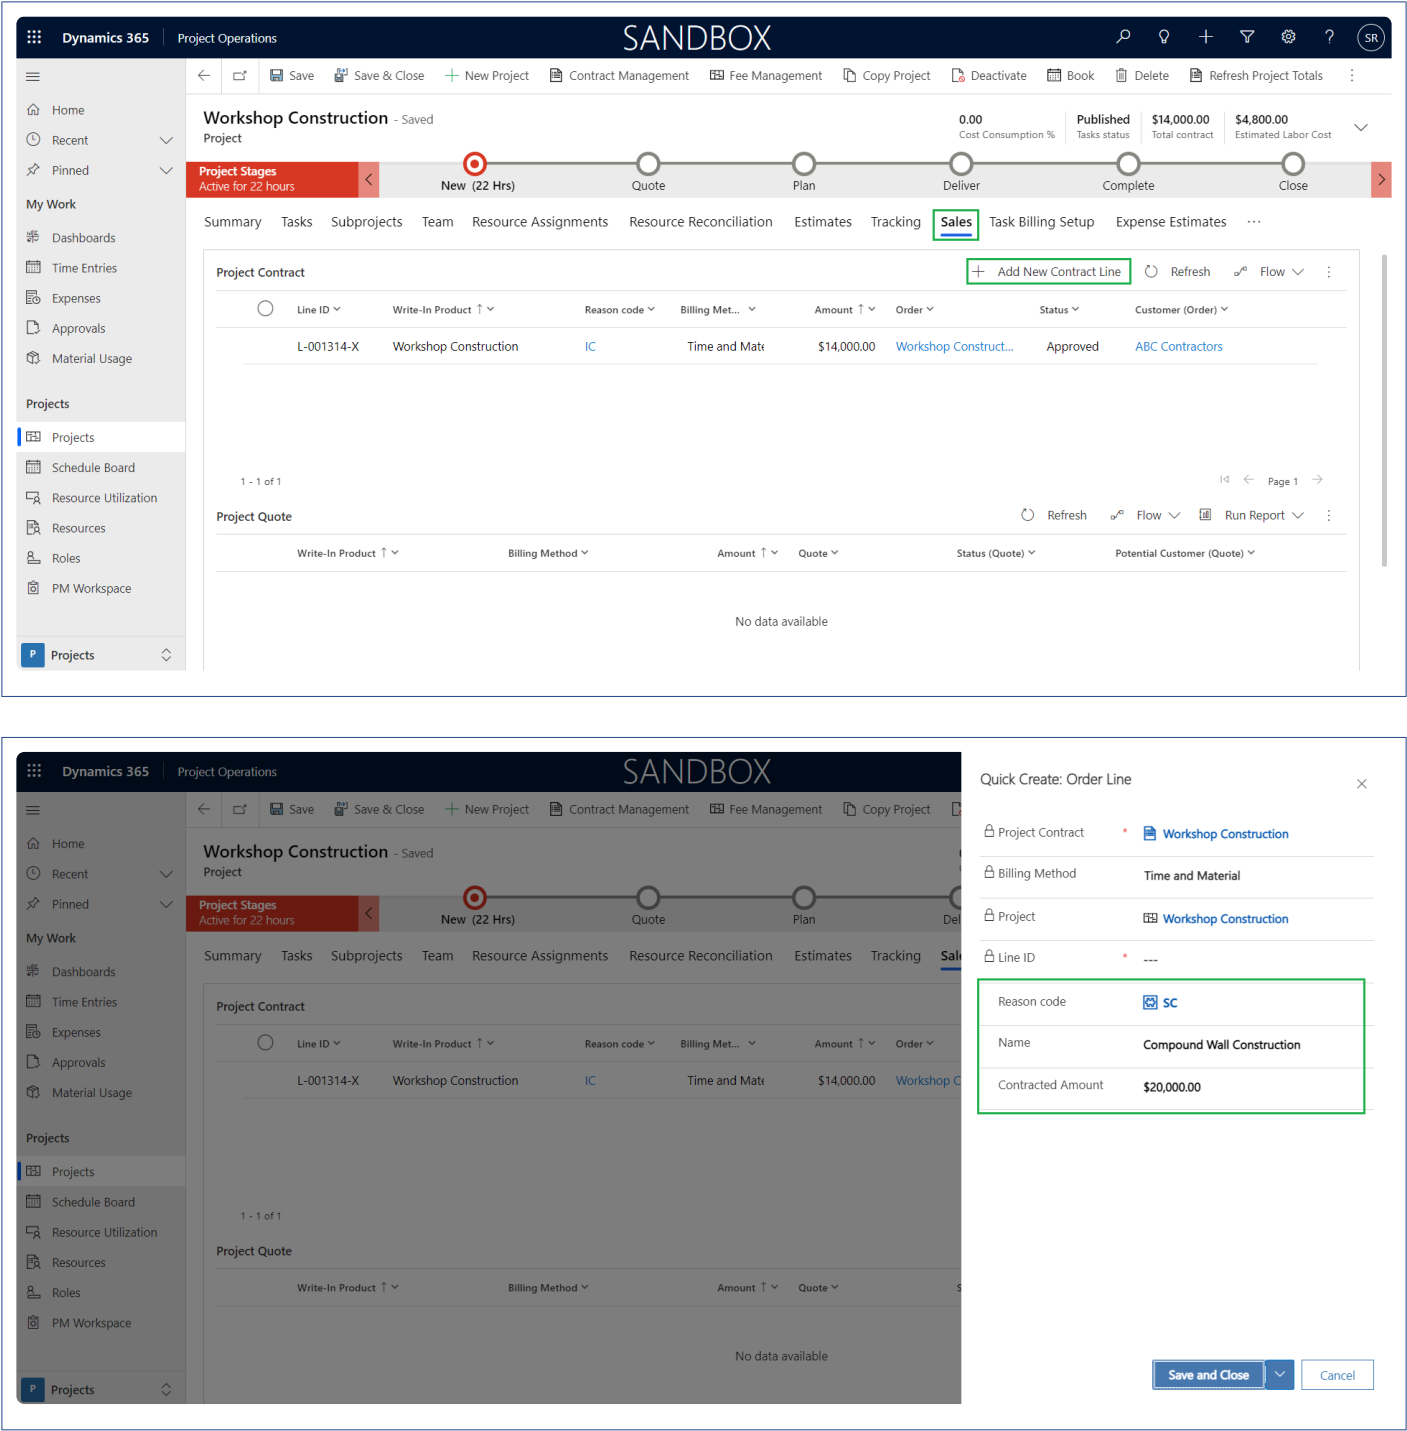 Dynamics 365 Project Operations SANDBOX SR
Save Save & Close New Project Contract Management Fee Management Copy Project Deactivate Book Delete Refresh Project Totals
Home
Recent
Pinned
My Work
Dashboards
Time Entries
Expenses
Approvals
Material Usage
Projects
Projects
Schedule Board
Resource Utilization
Resources
Roles
PM Workspace
P Projects
Workshop Construction - Saved
Project
0.00 Published $14,000.00 $4,800.00
Cost Consumption % Tasks status Total contract Estimated Labor Cost
Project Stages
Active for 22 hours
New (22 Hrs) Quote Plan Deliver Complete Close
Summary Tasks Subprojects Team Resource Assignments Resource Reconciliation Estimates Tracking Sales Task Billing Setup Expense Estimates ...
Project Contract + Add New Contract Line Refresh Flow
Line ID Write-In Product ↑ Reason code Billing Met... Amount ↑ Order Status Customer (Order)
L-001314-X Workshop Construction IC Time and Mate $14,000.00 Workshop Construct... Approved ABC Contractors
1 - 1 of 1 Page 1
Project Quote Refresh Flow Run Report
Write-In Product ↑ Billing Method Amount ↑ Quote Status (Quote) Potential Customer (Quote)
No data available
Dynamics 365 Project Operations SANDBOX
Save Save & Close New Project Contract Management Fee Management Copy Project
Home
Recent
Pinned
My Work
Dashboards
Time Entries
Expenses
Approvals
Material Usage
Projects
Projects
Schedule Board
Resource Utilization
Resources
Roles
PM Workspace
P Projects
Workshop Construction - Saved
Project
Project Stages
Active for 22 hours
New (22 Hrs) Quote Plan Del
Summary Tasks Subprojects Team Resource Assignments Resource Reconciliation Estimates Tracking Sal
Project Contract
Line ID Write-In Product ↑ Reason code Billing Met... Amount ↑ Order
L-001314-X Workshop Construction IC Time and Mate $14,000.00 Workshop C
1 - 1 of 1
Project Quote
Write-In Product ↑ Billing Method Amount ↑ Quote S
No data available
Quick Create: Order Line
Project Contract * Workshop Construction
Billing Method Time and Material
Project Workshop Construction
Line ID * ---
Reason code SC
Name Compound Wall Construction
Contracted Amount $20,000.00
Save and Close Cancel